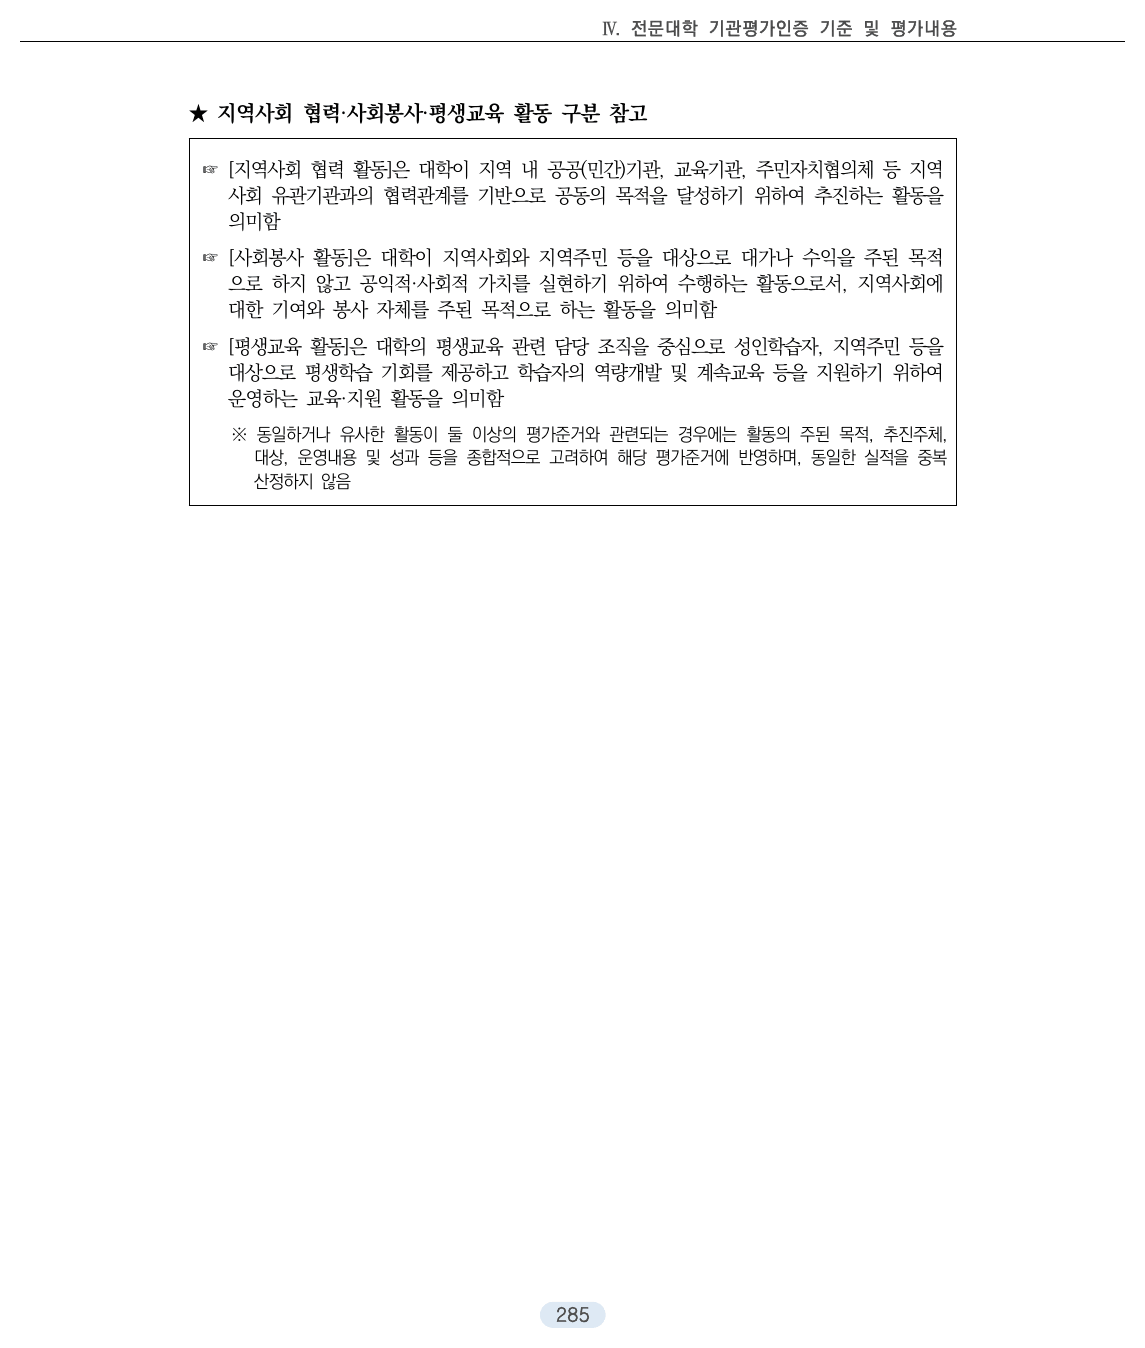 Ⅳ. 전문대학 기관평가인증 기준 및 평가내용
★ 지역사회 협력·사회봉사·평생교육 활동 구분 참고
☞ [지역사회 협력 활동]은 대학이 지역 내 공공(민간)기관, 교육기관, 주민자치협의체 등 지역
사회 유관기관과의 협력관계를 기반으로 공동의 목적을 달성하기 위하여 추진하는 활동을
의미함
☞ [사회봉사 활동]은 대학이 지역사회와 지역주민 등을 대상으로 대가나 수익을 주된 목적
으로 하지 않고 공익적·사회적 가치를 실현하기 위하여 수행하는 활동으로서, 지역사회에
대한 기여와 봉사 자체를 주된 목적으로 하는 활동을 의미함
☞ [평생교육 활동]은 대학의 평생교육 관련 담당 조직을 중심으로 성인학습자, 지역주민 등을
대상으로 평생학습 기회를 제공하고 학습자의 역량개발 및 계속교육 등을 지원하기 위하여
운영하는 교육·지원 활동을 의미함
※ 동일하거나 유사한 활동이 둘 이상의 평가준거와 관련되는 경우에는 활동의 주된 목적, 추진주체,
대상, 운영내용 및 성과 등을 종합적으로 고려하여 해당 평가준거에 반영하며, 동일한 실적을 중복
산정하지 않음
285